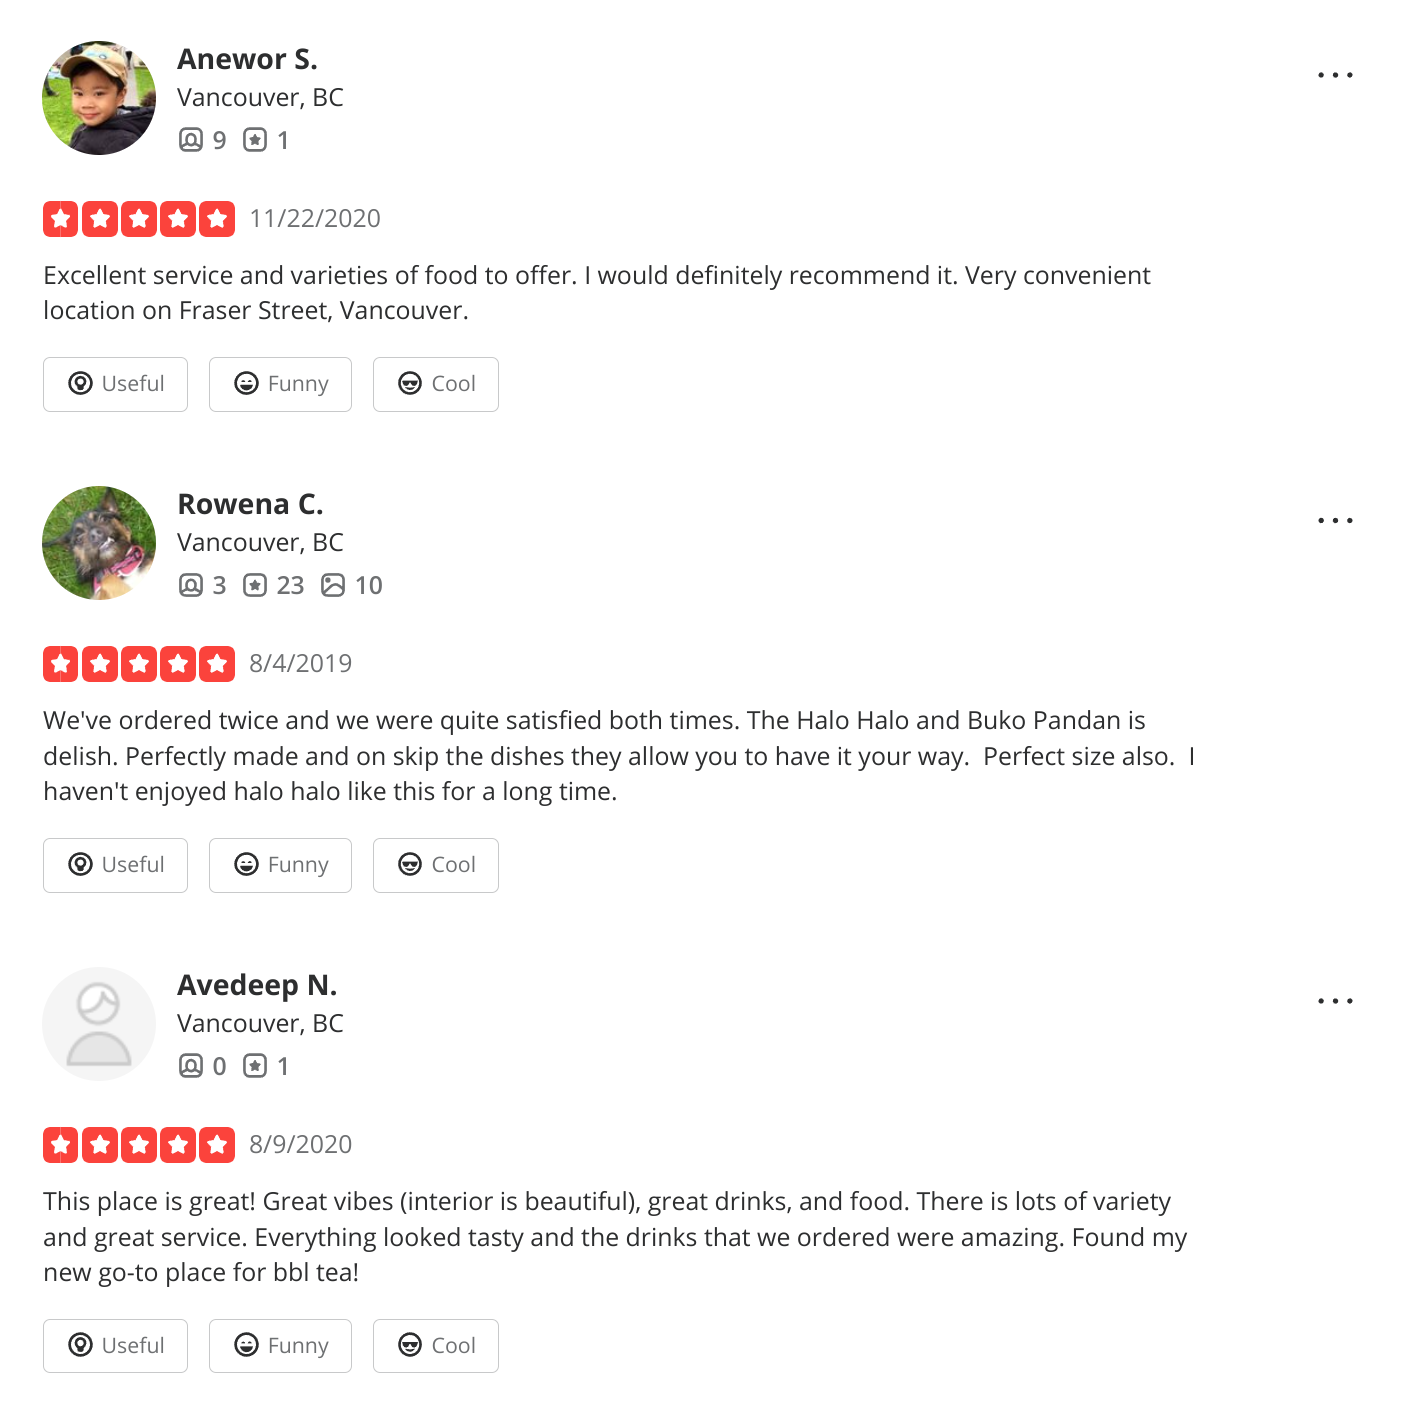 Anewor S.
Vancouver, BC
9 1
11/22/2020
Excellent service and varieties of food to offer. I would definitely recommend it. Very convenient
location on Fraser Street, Vancouver.
Useful Funny Cool
Rowena C.
Vancouver, BC
3 23 10
8/4/2019
We've ordered twice and we were quite satisfied both times. The Halo Halo and Buko Pandan is
delish. Perfectly made and on skip the dishes they allow you to have it your way.  Perfect size also.  I
haven't enjoyed halo halo like this for a long time.
Useful Funny Cool
Avedeep N.
Vancouver, BC
0 1
8/9/2020
This place is great! Great vibes (interior is beautiful), great drinks, and food. There is lots of variety
and great service. Everything looked tasty and the drinks that we ordered were amazing. Found my
new go-to place for bbl tea!
Useful Funny Cool